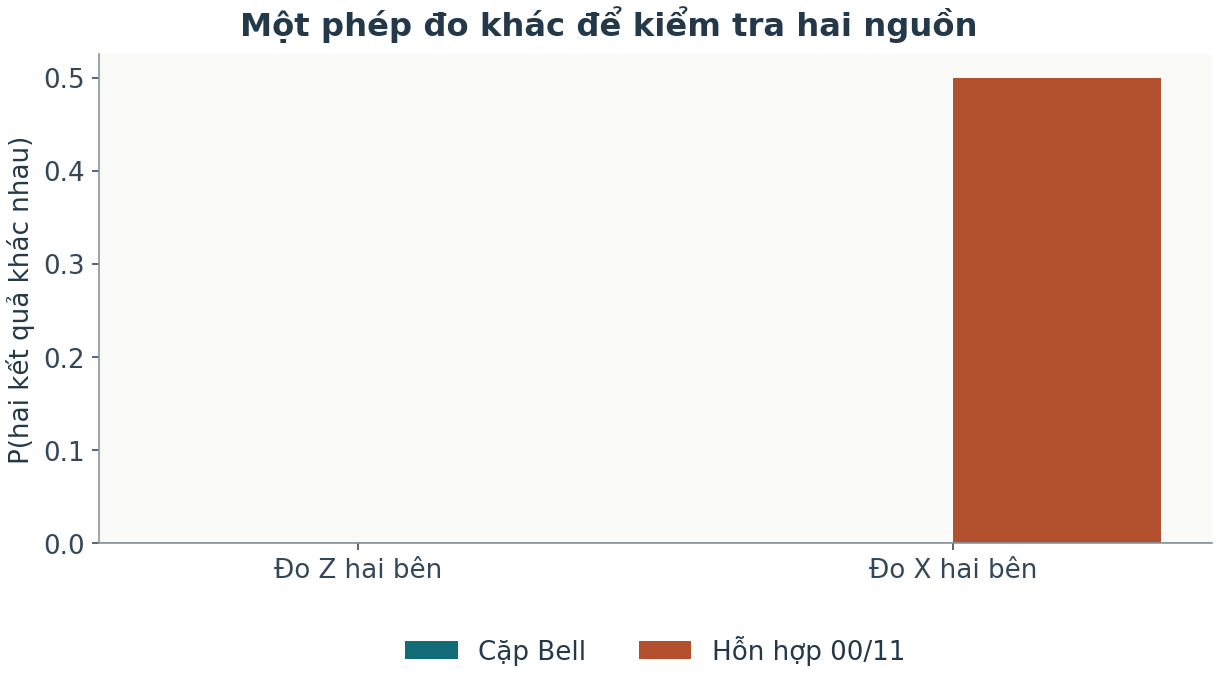 Một phép đo khác để kiểm tra hai nguồn
P(hai kết quả khác nhau)
0.5
0.4
0.3
0.2
0.1
0.0
Đo Z hai bên
Đo X hai bên
Cặp Bell
Hỗn hợp 00/11